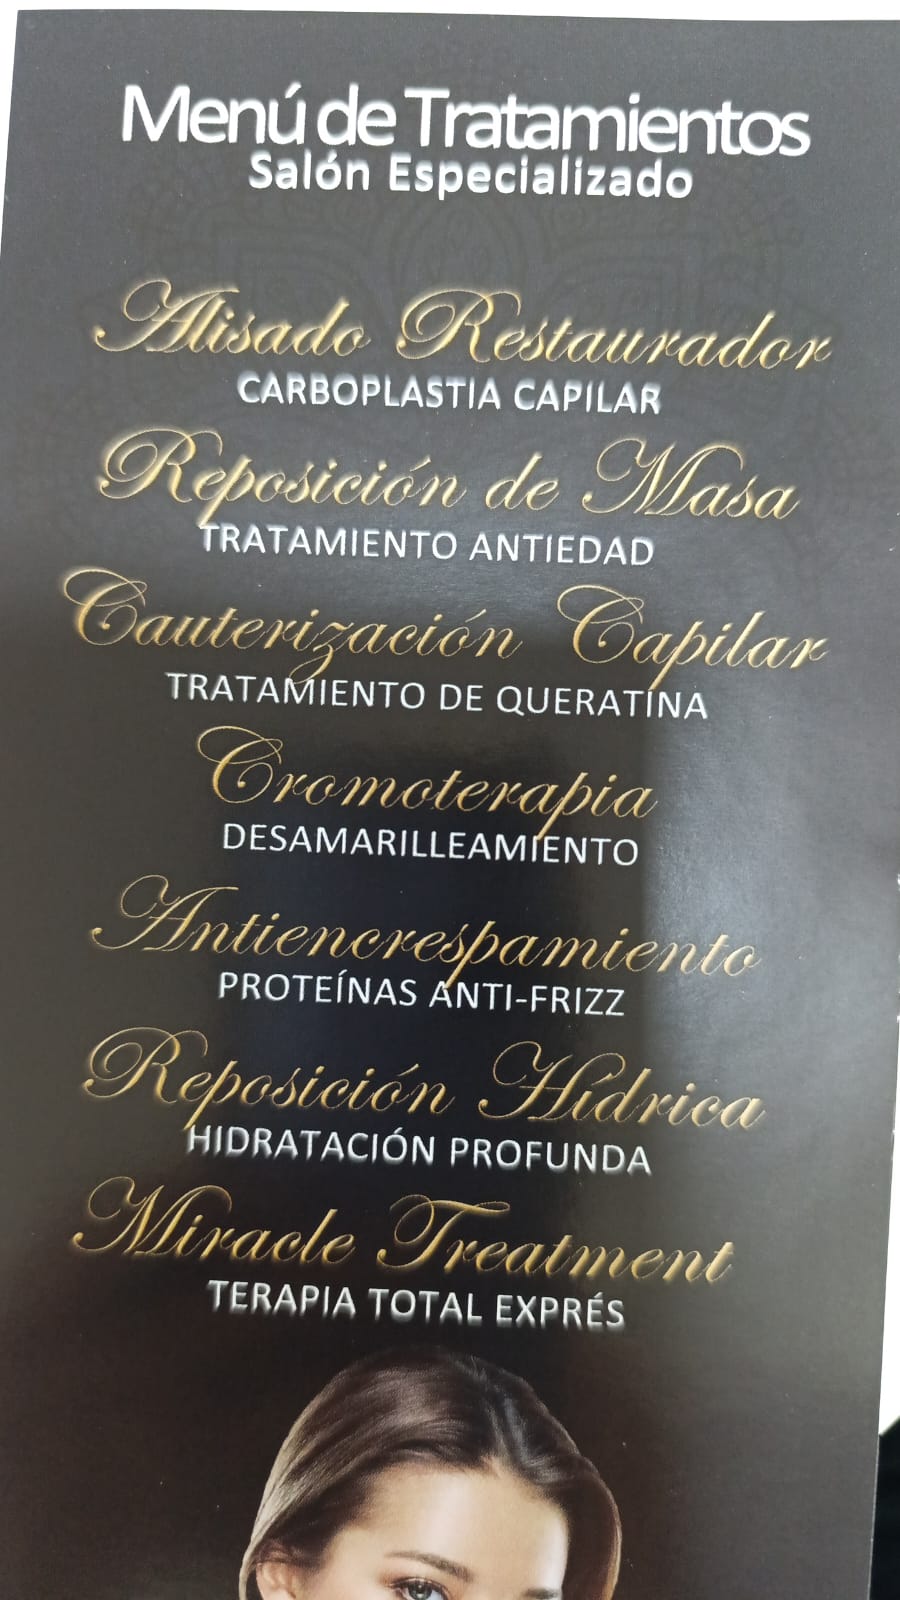 Menú de Tratamientos
Salón Especializado
Alisado Restaurador
CARBOPLASTIA CAPILAR
Reposición de Masa
TRATAMIENTO ANTIEDAD
Cauterización Capilar
TRATAMIENTO DE QUERATINA
Cromoterapia
DESAMARILLEAMIENTO
Antiencrespamiento
PROTEÍNAS ANTI-FRIZZ
Reposición Hídrica
HIDRATACIÓN PROFUNDA
Miracle Treatment
TERAPIA TOTAL EXPRÉS